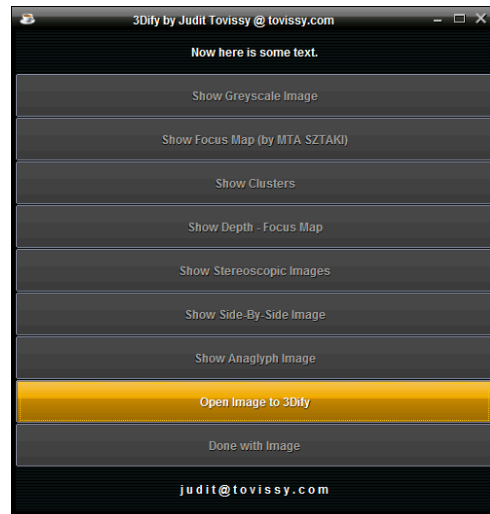 3Dify by Judit Tovissy @ tovissy.com
Now here is some text.
Show Greyscale Image
Show Focus Map (by MTA SZTAKI)
Show Clusters
Show Depth - Focus Map
Show Stereoscopic Images
Show Side-By-Side Image
Show Anaglyph Image
Open Image to 3Dify
Done with Image
judit@tovissy.com